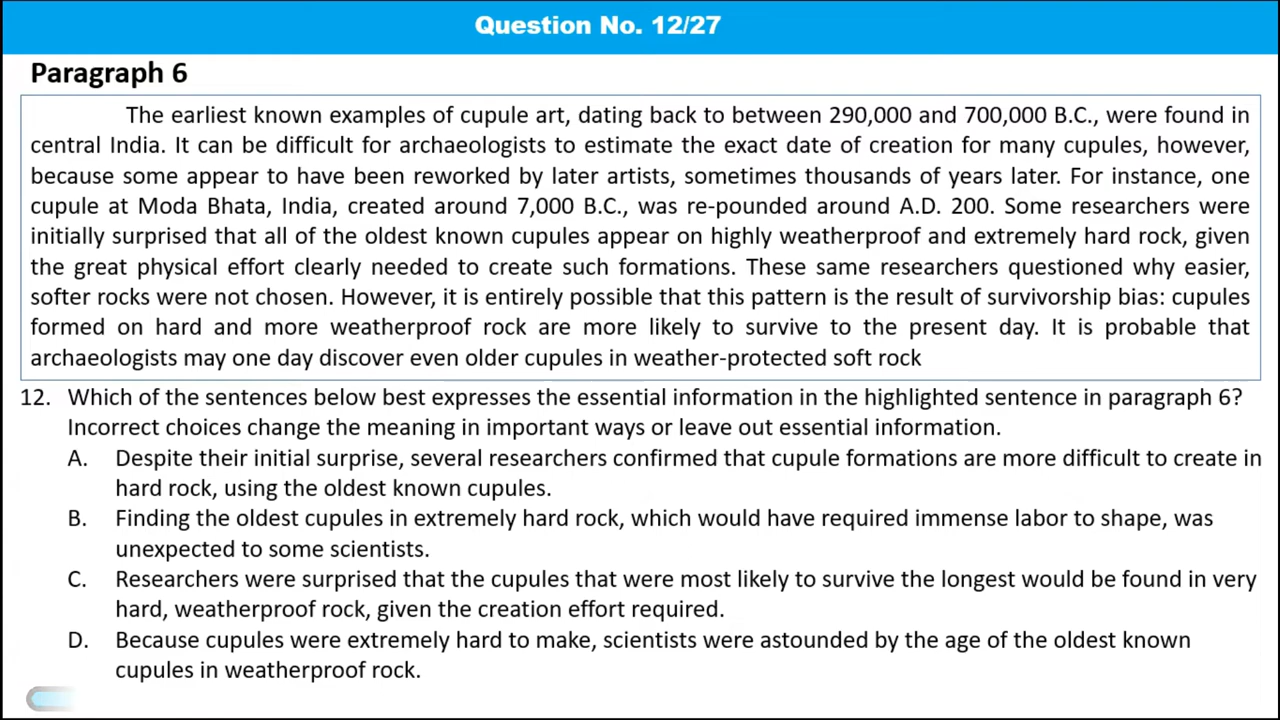 Question No. 12/27
Paragraph 6
The earliest known examples of cupule art, dating back to between 290,000 and 700,000 B.C., were found in
central India. It can be difficult for archaeologists to estimate the exact date of creation for many cupules, however,
because some appear to have been reworked by later artists, sometimes thousands of years later. For instance, one
cupule at Moda Bhata, India, created around 7,000 B.C., was re-pounded around A.D. 200. Some researchers were
initially surprised that all of the oldest known cupules appear on highly weatherproof and extremely hard rock, given
the great physical effort clearly needed to create such formations. These same researchers questioned why easier,
softer rocks were not chosen. However, it is entirely possible that this pattern is the result of survivorship bias: cupules
formed on hard and more weatherproof rock are more likely to survive to the present day. It is probable that
archaeologists may one day discover even older cupules in weather-protected soft rock
12. Which of the sentences below best expresses the essential information in the highlighted sentence in paragraph 6?
Incorrect choices change the meaning in important ways or leave out essential information.
A. Despite their initial surprise, several researchers confirmed that cupule formations are more difficult to create in
hard rock, using the oldest known cupules.
B. Finding the oldest cupules in extremely hard rock, which would have required immense labor to shape, was
unexpected to some scientists.
C. Researchers were surprised that the cupules that were most likely to survive the longest would be found in very
hard, weatherproof rock, given the creation effort required.
D. Because cupules were extremely hard to make, scientists were astounded by the age of the oldest known
cupules in weatherproof rock.